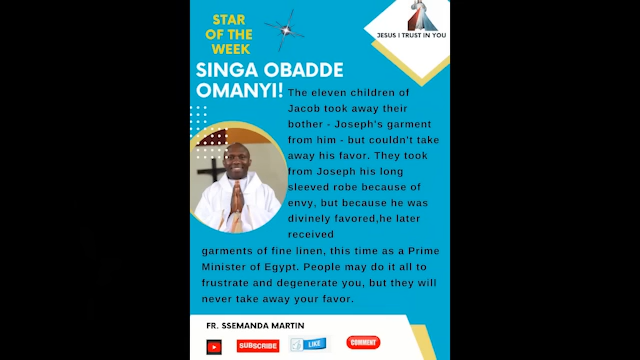 STAR
OF THE
WEEK
JESUS I TRUST IN YOU
SINGA OBADDE
OMANYI!
The eleven children of
Jacob took away their
bother - Joseph's garment
from him - but couldn't take
away his favor. They took
from Joseph his long
sleeved robe because of
envy, but because he was
divinely favored,he later
received
garments of fine linen, this time as a Prime
Minister of Egypt. People may do it all to
frustrate and degenerate you, but they will
never take away your favor.
FR. SSEMANDA MARTIN
SUBSCRIBE
LIKE
COMMENT